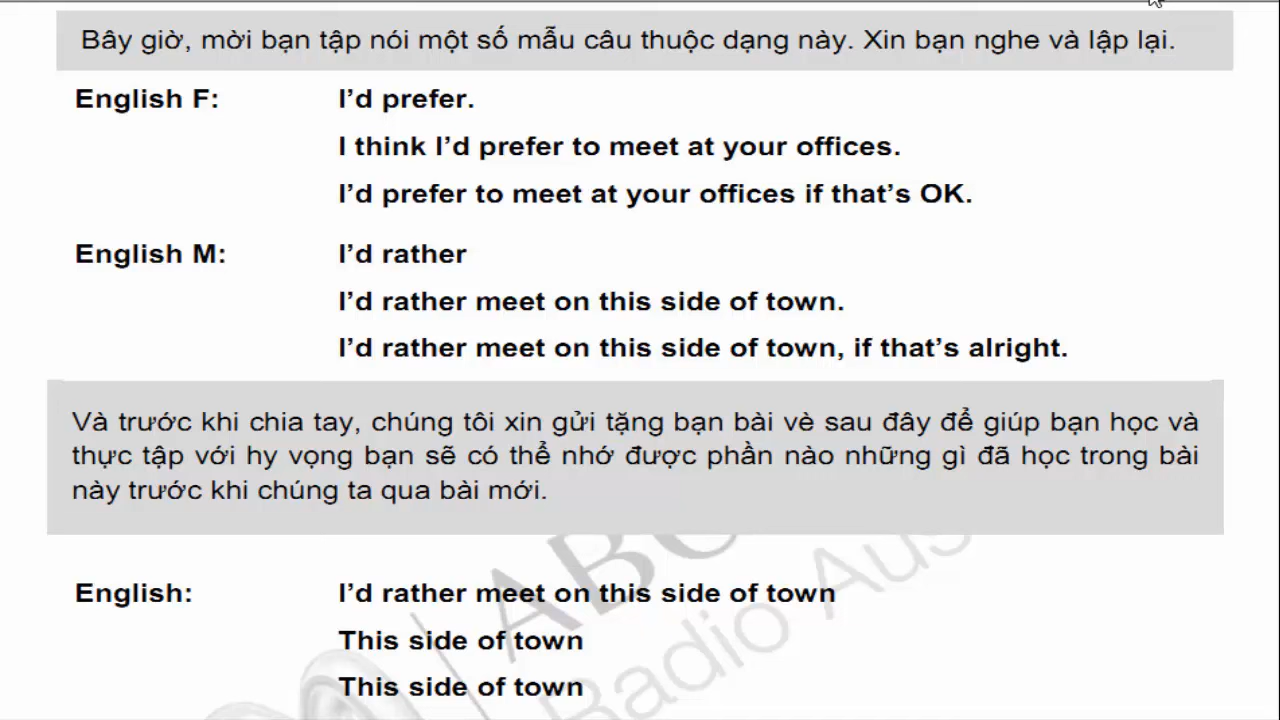 Bây giờ, mời bạn tập nói một số mẫu câu thuộc dạng này. Xin bạn nghe và lập lại.
English F: I’d prefer.
I think I’d prefer to meet at your offices.
I’d prefer to meet at your offices if that’s OK.
English M: I’d rather
I’d rather meet on this side of town.
I’d rather meet on this side of town, if that’s alright.
Và trước khi chia tay, chúng tôi xin gửi tặng bạn bài vè sau đây để giúp bạn học và
thực tập với hy vọng bạn sẽ có thể nhớ được phần nào những gì đã học trong bài
này trước khi chúng ta qua bài mới.
English: I’d rather meet on this side of town
This side of town
This side of town
ABC
Radio Aus